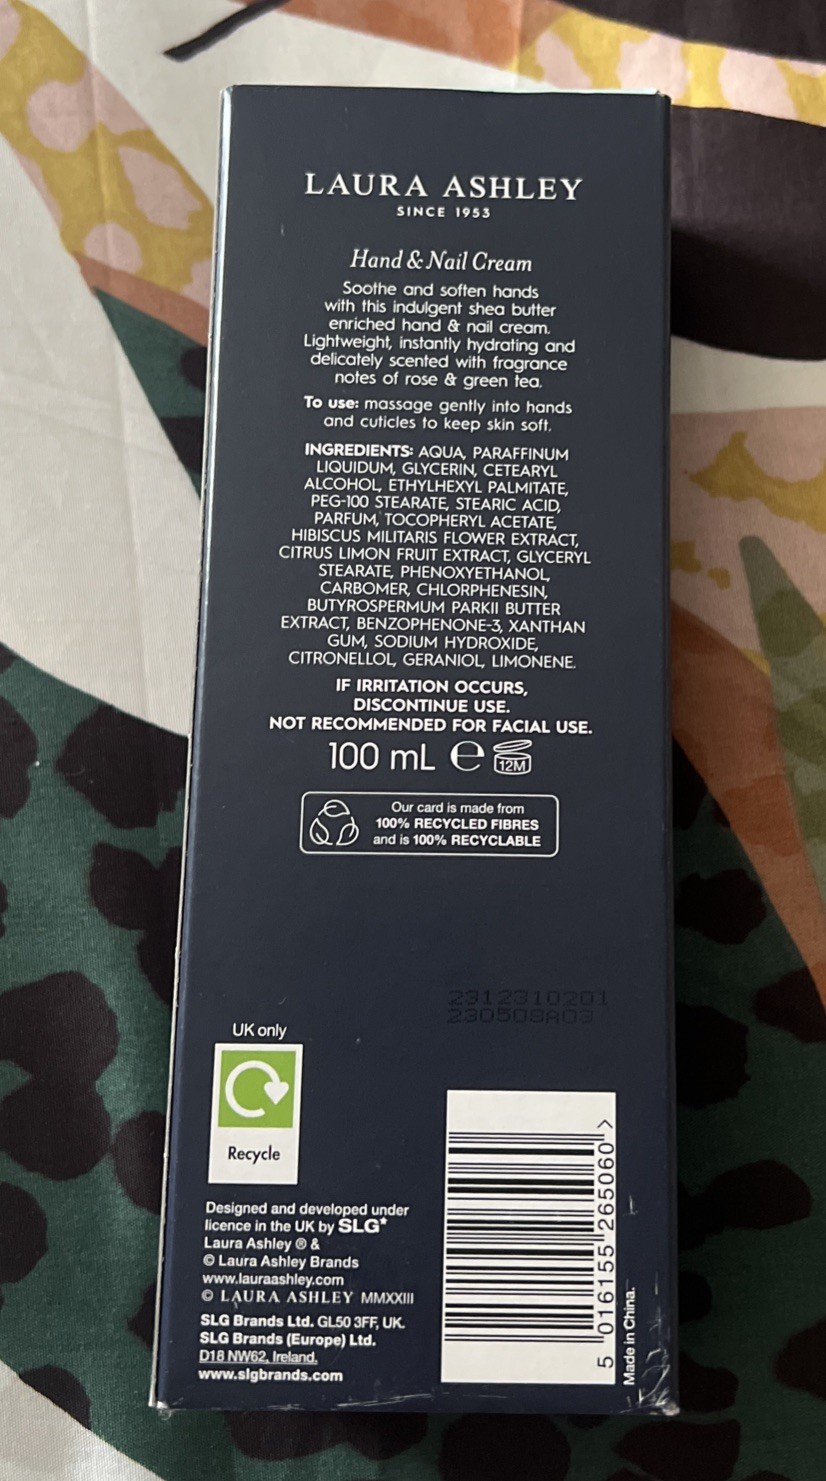 LAURA ASHLEY
SINCE 1953
Hand & Nail Cream
Soothe and soften hands
with this indulgent shea butter
enriched hand & nail cream.
Lightweight, instantly hydrating and
delicately scented with fragrance
notes of rose & green tea.
To use: massage gently into hands
and cuticles to keep skin soft.
INGREDIENTS: AQUA, PARAFFINUM
LIQUIDUM, GLYCERIN, CETEARYL
ALCOHOL, ETHYLHEXYL PALMITATE,
PEG-100 STEARATE, STEARIC ACID,
PARFUM, TOCOPHERYL ACETATE,
HIBISCUS MILITARIS FLOWER EXTRACT,
CITRUS LIMON FRUIT EXTRACT, GLYCERYL
STEARATE, PHENOXYETHANOL,
CARBOMER, CHLORPHENESIN,
BUTYROSPERMUM PARKII BUTTER
EXTRACT, BENZOPHENONE-3, XANTHAN
GUM, SODIUM HYDROXIDE,
CITRONELLOL, GERANIOL, LIMONENE.
IF IRRITATION OCCURS,
DISCONTINUE USE.
NOT RECOMMENDED FOR FACIAL USE.
100 mL ℮ 12M
Our card is made from
100% RECYCLED FIBRES
and is 100% RECYCLABLE
2312310201
230508A03
UK only
Recycle
Designed and developed under
licence in the UK by SLG*
Laura Ashley ® &
© Laura Ashley Brands
www.lauraashley.com
© LAURA ASHLEY MMXXIII
SLG Brands Ltd. GL50 3FF, UK.
SLG Brands (Europe) Ltd.
D18 NW62, Ireland.
www.slgbrands.com
5 016155 265060 >
Made in China.